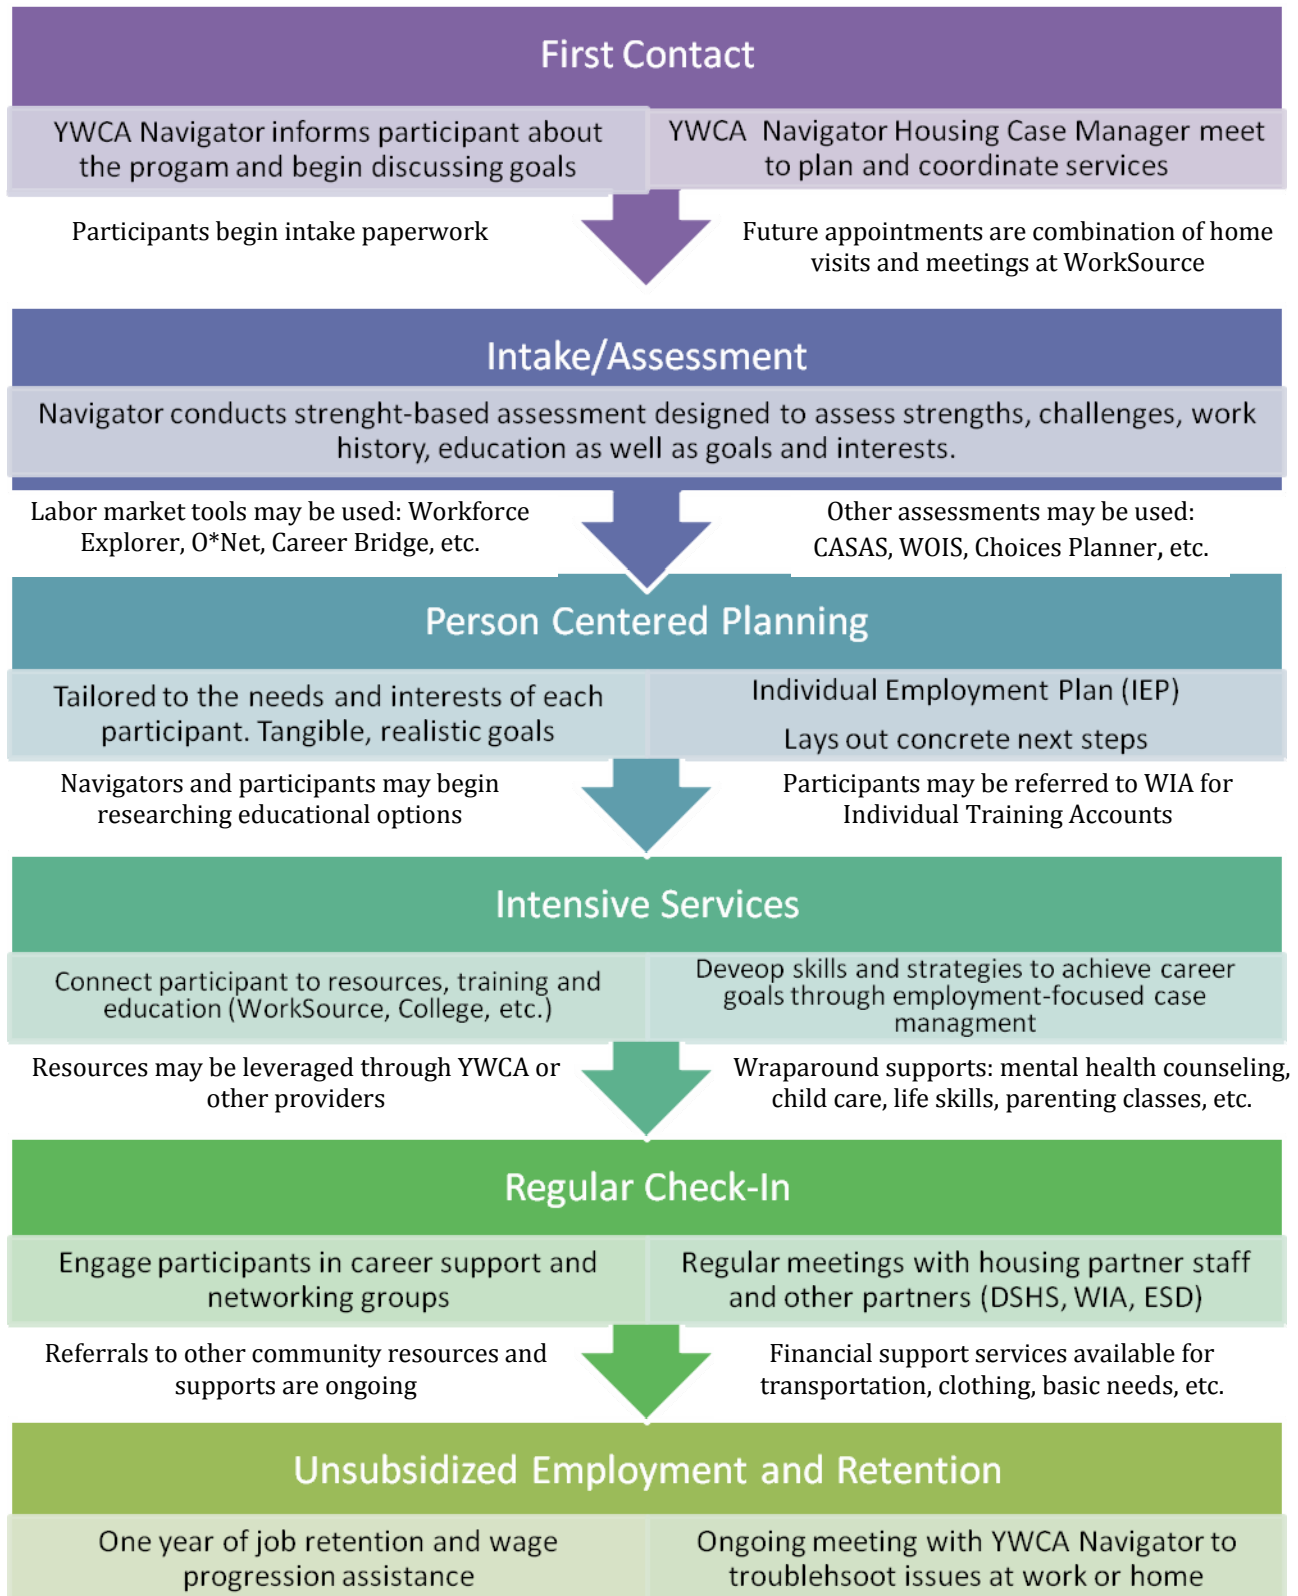 First Contact
YWCA Navigator informs participant about
the progam and begin discussing goals
YWCA Navigator Housing Case Manager meet
to plan and coordinate services
Participants begin intake paperwork
Future appointments are combination of home
visits and meetings at WorkSource
Intake/Assessment
Navigator conducts strenght-based assessment designed to assess strengths, challenges, work
history, education as well as goals and interests.
Labor market tools may be used: Workforce
Explorer, O*Net, Career Bridge, etc.
Other assessments may be used:
CASAS, WOIS, Choices Planner, etc.
Person Centered Planning
Tailored to the needs and interests of each
participant. Tangible, realistic goals
Individual Employment Plan (IEP)
Lays out concrete next steps
Navigators and participants may begin
researching educational options
Participants may be referred to WIA for
Individual Training Accounts
Intensive Services
Connect participant to resources, training and
education (WorkSource, College, etc.)
Deveop skills and strategies to achieve career
goals through employment-focused case
managment
Resources may be leveraged through YWCA or
other providers
Wraparound supports: mental health counseling,
child care, life skills, parenting classes, etc.
Regular Check-In
Engage participants in career support and
networking groups
Regular meetings with housing partner staff
and other partners (DSHS, WIA, ESD)
Referrals to other community resources and
supports are ongoing
Financial support services available for
transportation, clothing, basic needs, etc.
Unsubsidized Employment and Retention
One year of job retention and wage
progression assistance
Ongoing meeting with YWCA Navigator to
troublehsoot issues at work or home